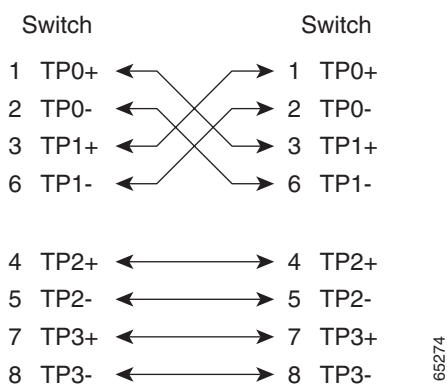 Switch Switch
1 TP0+ 1 TP0+
2 TP0- 2 TP0-
3 TP1+ 3 TP1+
6 TP1- 6 TP1-
4 TP2+ 4 TP2+
5 TP2- 5 TP2-
7 TP3+ 7 TP3+
8 TP3- 8 TP3-
65274